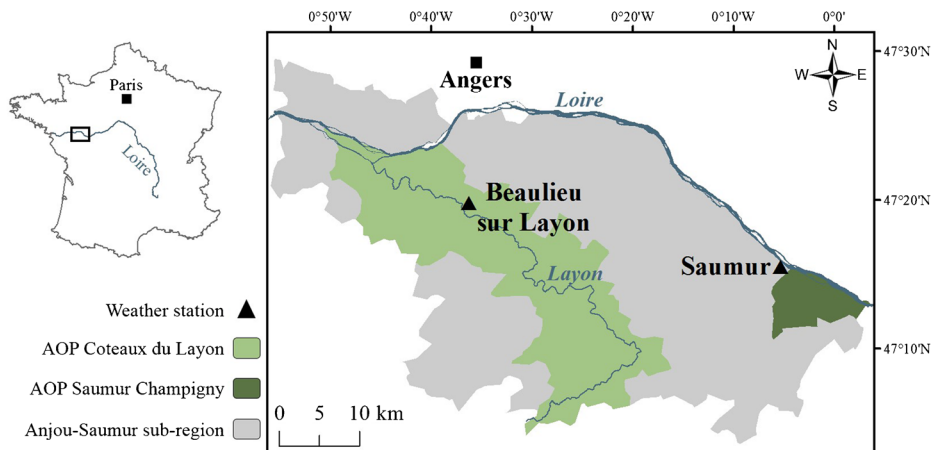 0°50'W 0°40'W 0°30'W 0°20'W 0°10'W 0°0'
47°30'N
47°20'N
47°10'N
N
W E
S
Paris
Loire
Angers
Loire
Beaulieu
sur Layon
Layon
Saumur
Weather station
AOP Coteaux du Layon
AOP Saumur Champigny
Anjou-Saumur sub-region
0 5 10 km